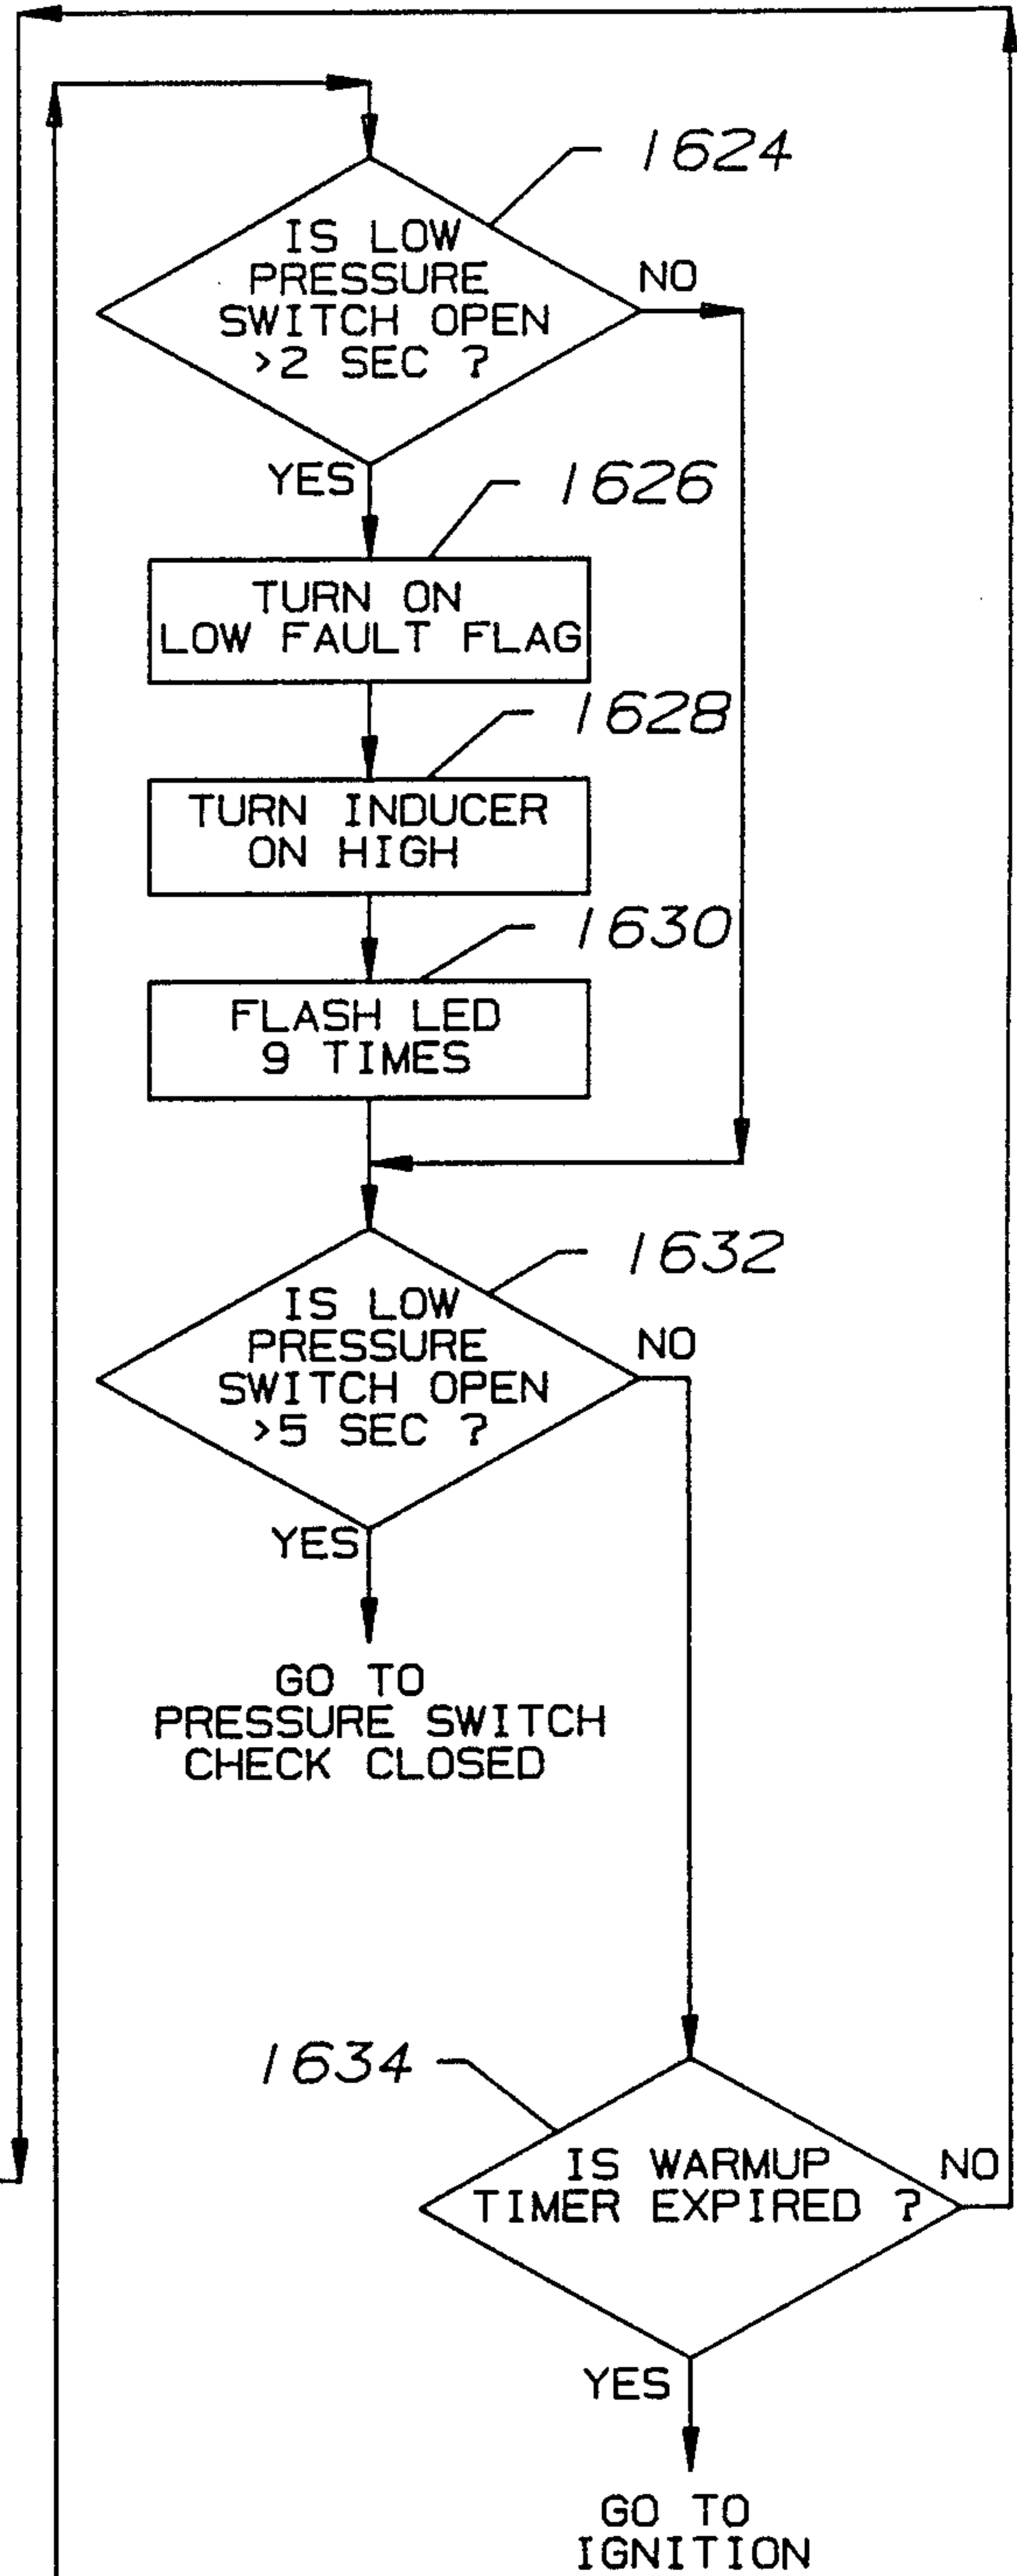 1624
IS LOW
PRESSURE
SWITCH OPEN
>2 SEC ?
NO
YES
1626
TURN ON
LOW FAULT FLAG
1628
TURN INDUCER
ON HIGH
1630
FLASH LED
9 TIMES
1632
IS LOW
PRESSURE
SWITCH OPEN
>5 SEC ?
NO
YES
GO TO
PRESSURE SWITCH
CHECK CLOSED
1634
IS WARMUP
TIMER EXPIRED ?
NO
YES
GO TO
IGNITION